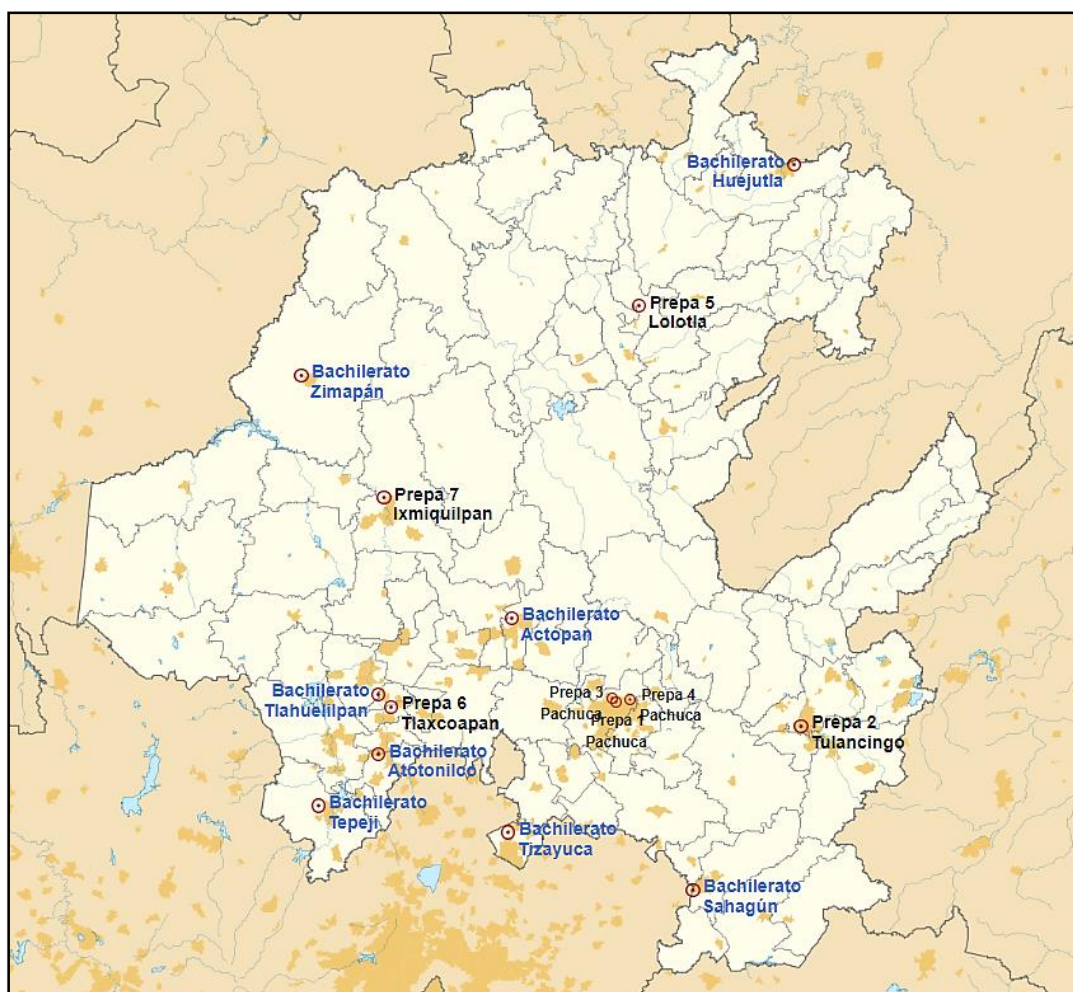 Bachilerato
Huejutla
Prepa 5
Lolotla
Bachilerato
Zimapán
Prepa 7
Ixmiquilpan
Bachilerato
Actopan
Bachilerato
Tlahuelilpan
Prepa 6
Tlaxcoapan
Prepa 3
Pachuca
Prepa 4
Pachuca
Prepa 1
Pachuca
Prepa 2
Tulancingo
Bachilerato
Atotonilco
Bachilerato
Tepeji
Bachilerato
Tizayuca
Bachilerato
Sahagún